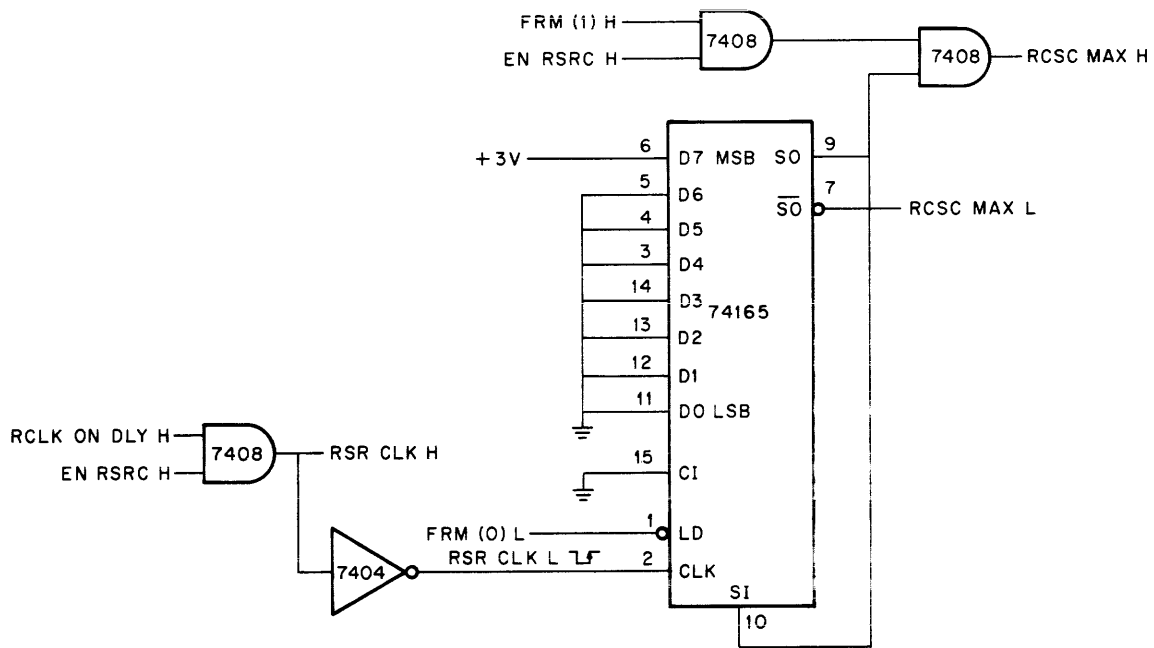 FRM (1) H
EN RSRC H
7408
7408
RCSC MAX H
+3V
6
D7 MSB
SO
9
5
D6
7
SO
RCSC MAX L
4
D5
3
D4
14
D3
74165
13
D2
12
D1
11
D0 LSB
RCLK ON DLY H
EN RSRC H
7408
RSR CLK H
15
CI
FRM (0) L
1
LD
RSR CLK L
2
CLK
7404
SI
10